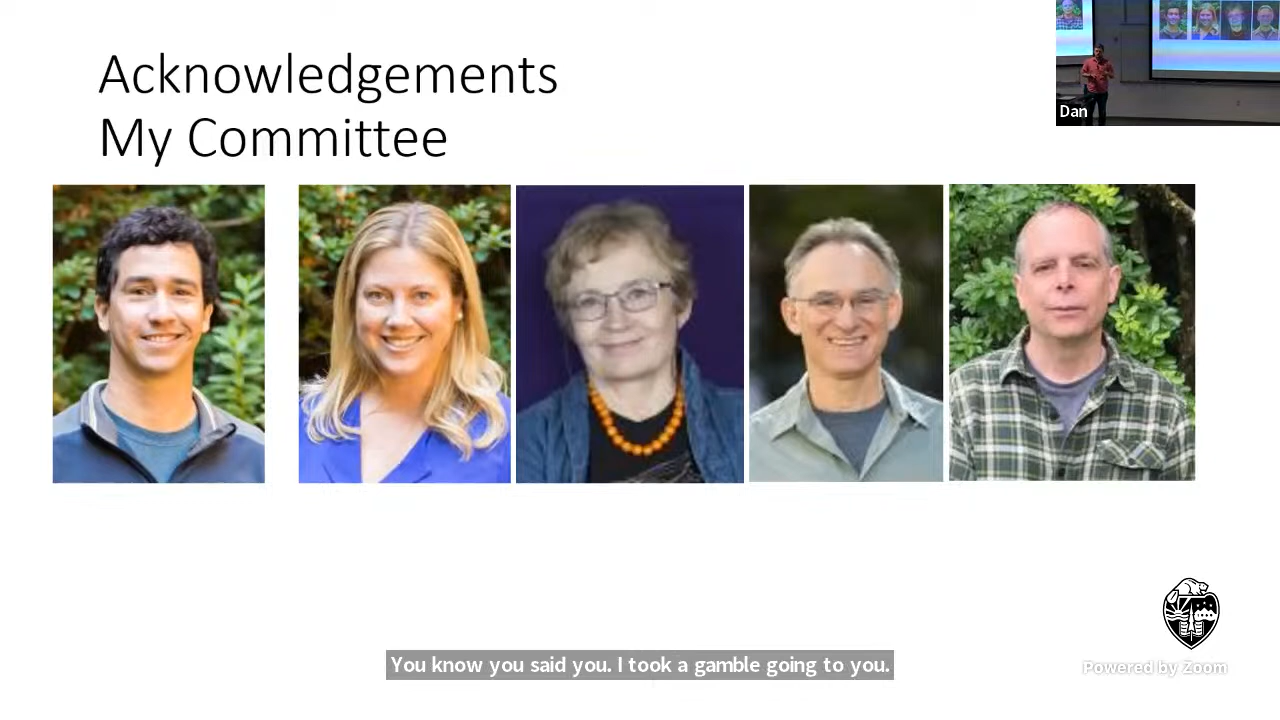 Acknowledgements
My Committee
Dan
You know you said you. I took a gamble going to you.
Powered by Zoom